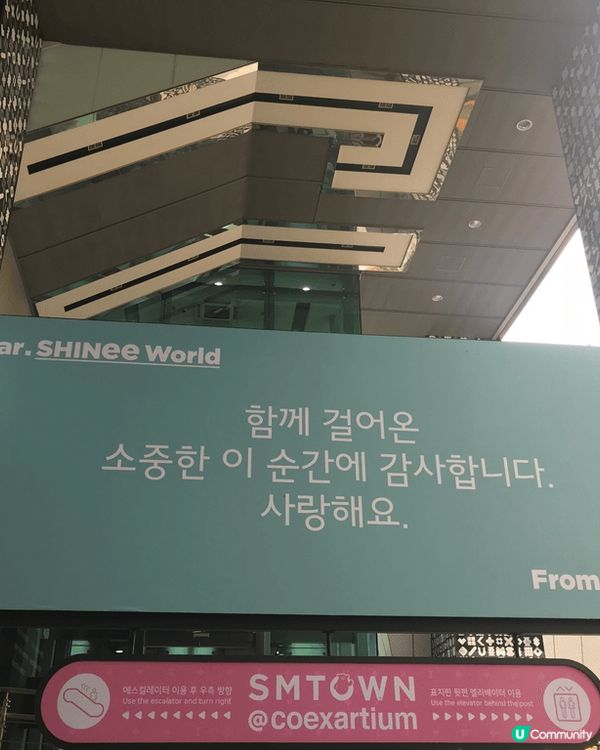 ar. SHINee World
함께 걸어온
소중한 이 순간에 감사합니다.
사랑해요.
From
에스컬레이터 이용 후 우측 방향
Use the escalator and turn right
SMTOWN
@coexartium
표지판 뒷편 엘리베이터 이용
Use the elevator behind the post
U Community